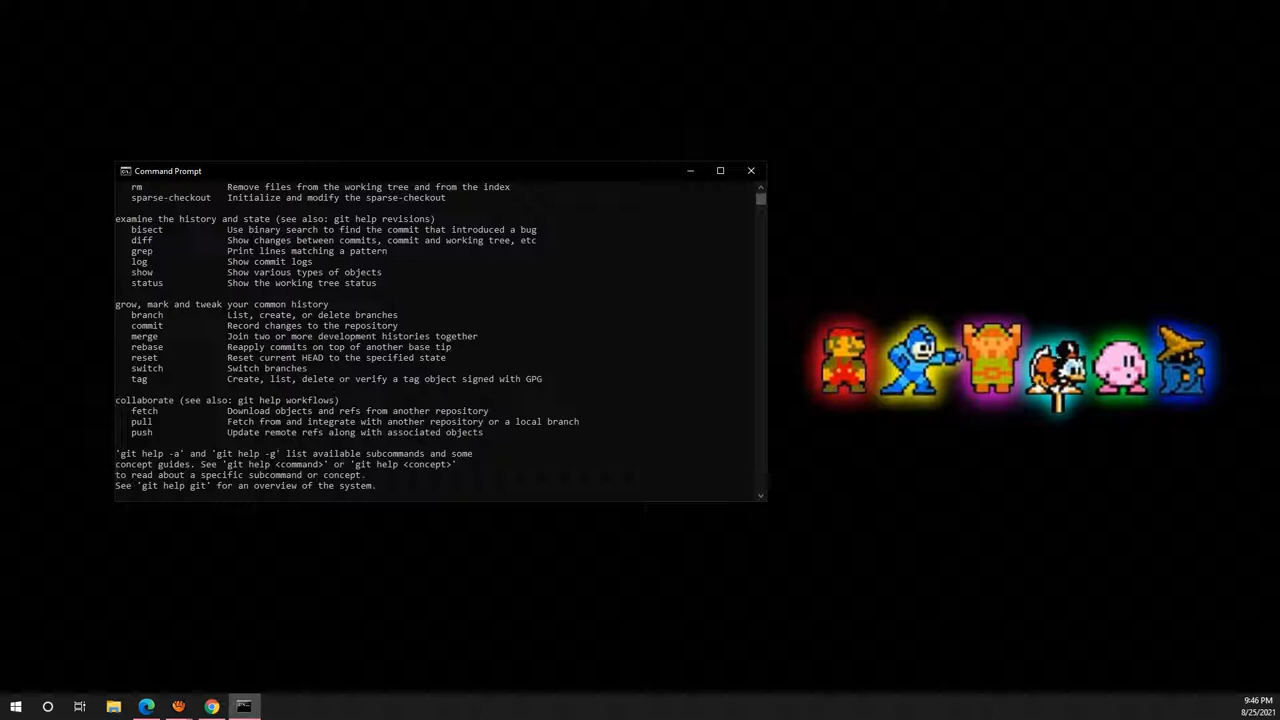 Command Prompt
rm Remove files from the working tree and from the index
sparse-checkout Initialize and modify the sparse-checkout
examine the history and state (see also: git help revisions)
bisect Use binary search to find the commit that introduced a bug
diff Show changes between commits, commit and working tree, etc
grep Print lines matching a pattern
log Show commit logs
show Show various types of objects
status Show the working tree status
grow, mark and tweak your common history
branch List, create, or delete branches
commit Record changes to the repository
merge Join two or more development histories together
rebase Reapply commits on top of another base tip
reset Reset current HEAD to the specified state
switch Switch branches
tag Create, list, delete or verify a tag object signed with GPG
collaborate (see also: git help workflows)
fetch Download objects and refs from another repository
pull Fetch from and integrate with another repository or a local branch
push Update remote refs along with associated objects
'git help -a' and 'git help -g' list available subcommands and some
concept guides. See 'git help <command>' or 'git help <concept>'
to read about a specific subcommand or concept.
See 'git help git' for an overview of the system.
9:46 PM
8/25/2021